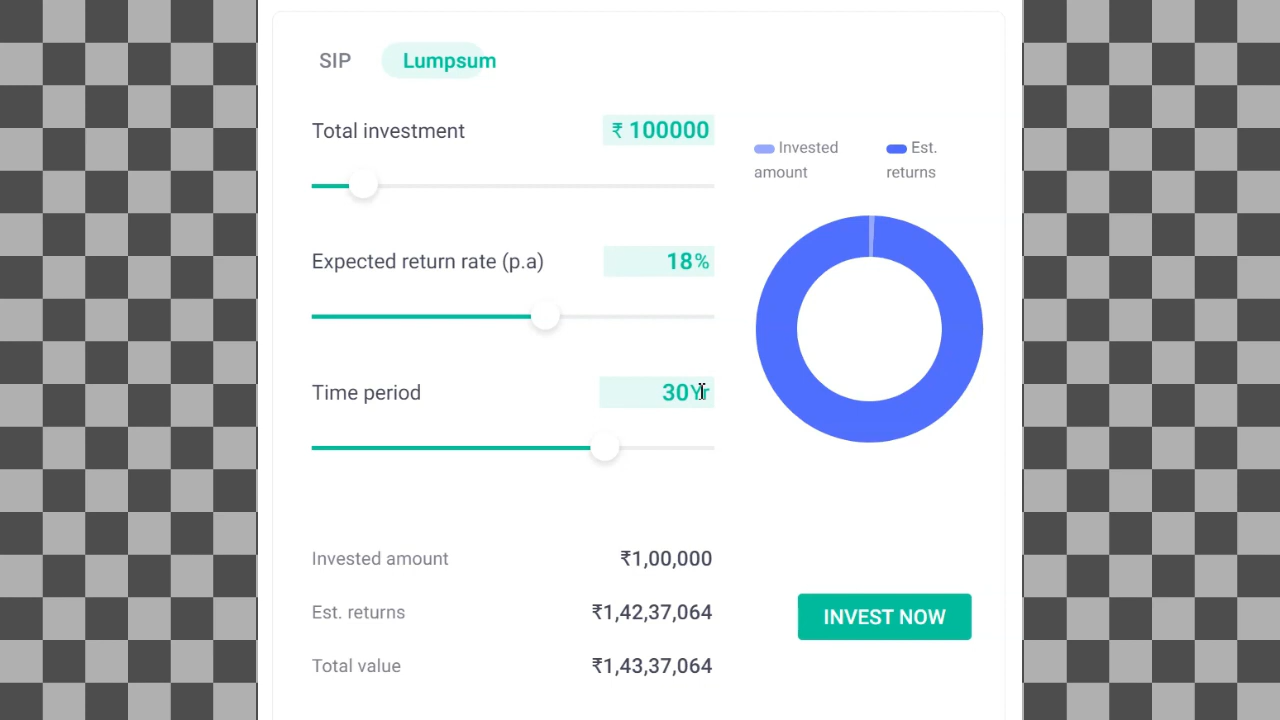 SIP Lumpsum
Total investment ₹ 100000
Invested amount
Est. returns
Expected return rate (p.a) 18%
Time period 30Yr
Invested amount ₹1,00,000
Est. returns ₹1,42,37,064
INVEST NOW
Total value ₹1,43,37,064